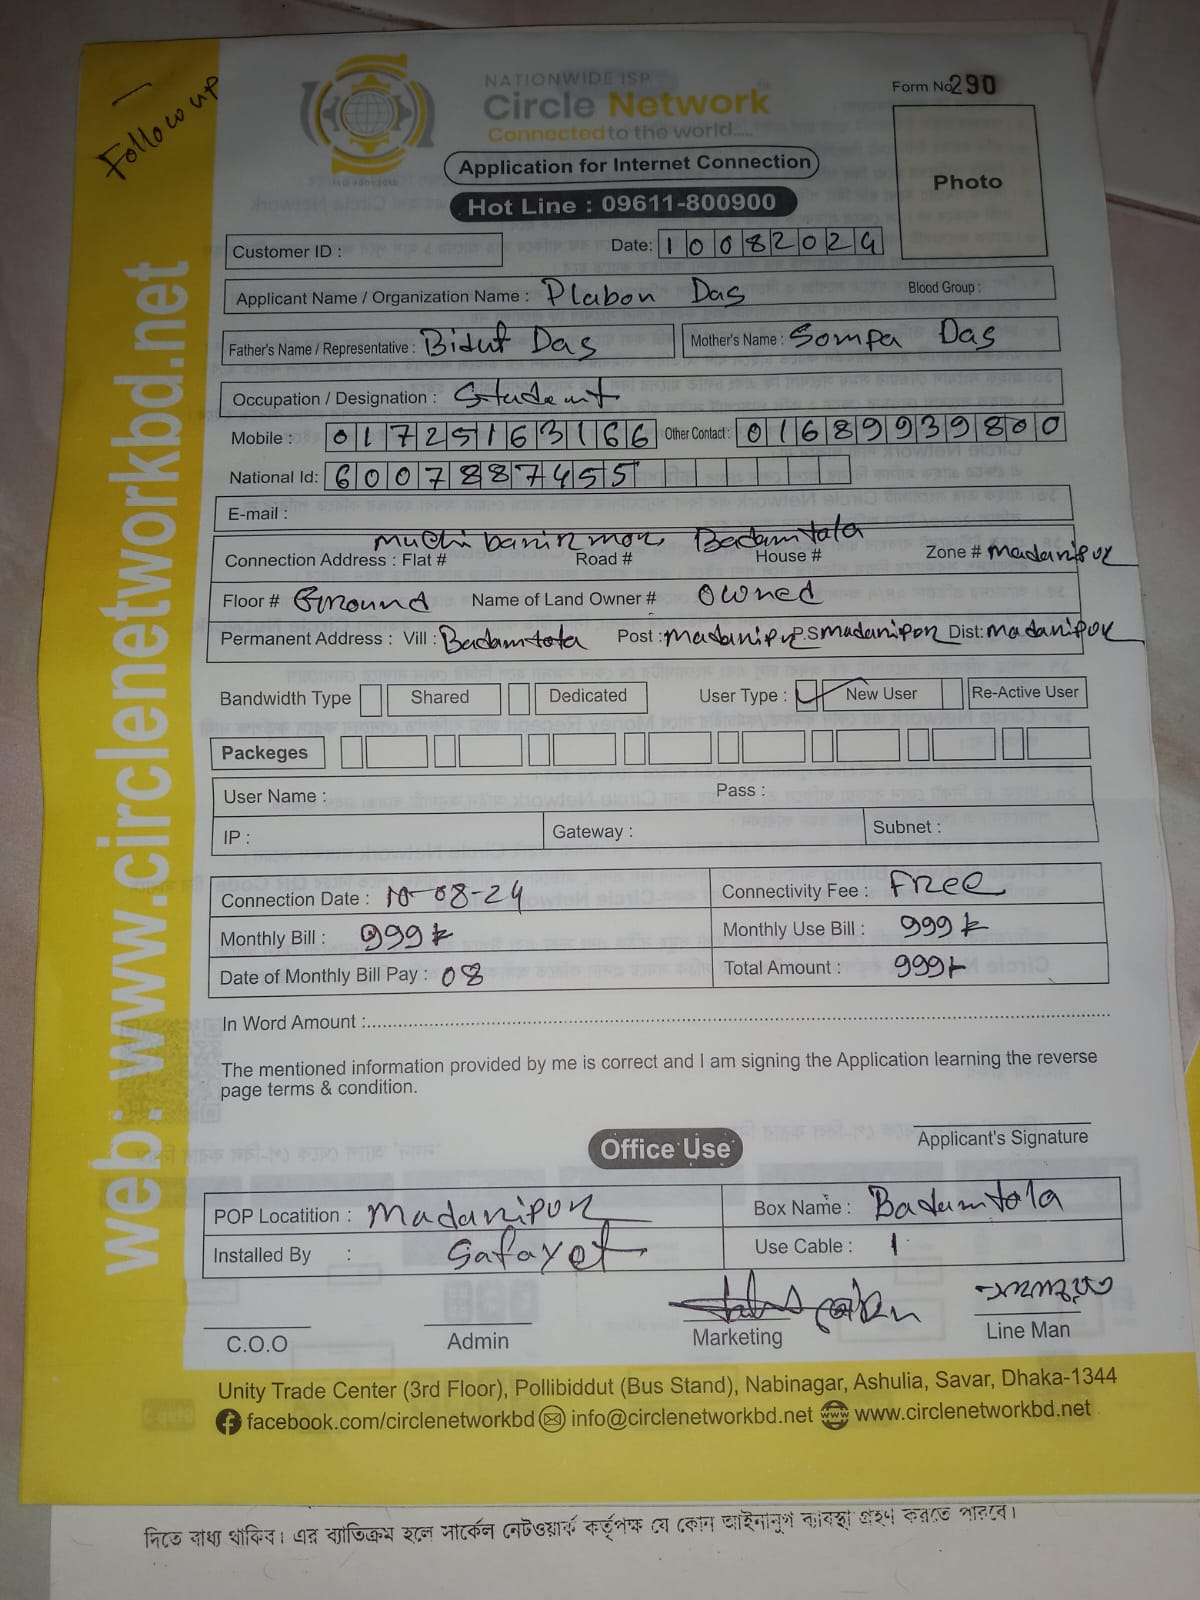 Follow up
NATIONWIDE ISP
Circle Network
Connected to the world....
Form No 290
Application for Internet Connection
Photo
Hot Line : 09611-800900
Customer ID :
Date: 10082024
Applicant Name / Organization Name : Plabon Das Blood Group :
Father's Name / Representative : Bidut Das Mother's Name : Sompa Das
Occupation / Designation : Student
Mobile : 01725163166 Other Contact : 01689939800
National Id: 6007887455
E-mail :
Badamtola
Connection Address : Flat # Road # House # Zone # Madanipur
Floor # Ground Name of Land Owner # Owned
Permanent Address : Vill : Badamtola Post : Madanipur P.S Madanipor Dist: Madanipor
Bandwidth Type Shared Dedicated User Type : New User Re-Active User
Packeges
User Name : Pass :
IP : Gateway : Subnet :
Connection Date : 10-08-24 Connectivity Fee : Free
Monthly Bill : 999 Monthly Use Bill : 999
Date of Monthly Bill Pay : 08 Total Amount : 999
In Word Amount :
The mentioned information provided by me is correct and I am signing the Application learning the reverse
page terms & condition.
Applicant's Signature
Office Use
POP Locatition : Madanipur Box Name : Badamtola
Installed By : Safayet Use Cable : 1
C.O.O Admin Marketing Line Man
Unity Trade Center (3rd Floor), Pollibiddut (Bus Stand), Nabinagar, Ashulia, Savar, Dhaka-1344
facebook.com/circlenetworkbd info@circlenetworkbd.net www.circlenetworkbd.net
web: www.circlenetworkbd.net
দিতে বাধ্য থাকিব। এর ব্যতিক্রম হলে সার্কেল নেটওয়ার্ক কর্তৃপক্ষ যে কোন আইনানুগ ব্যবস্থা গ্রহণ করতে পারবে।